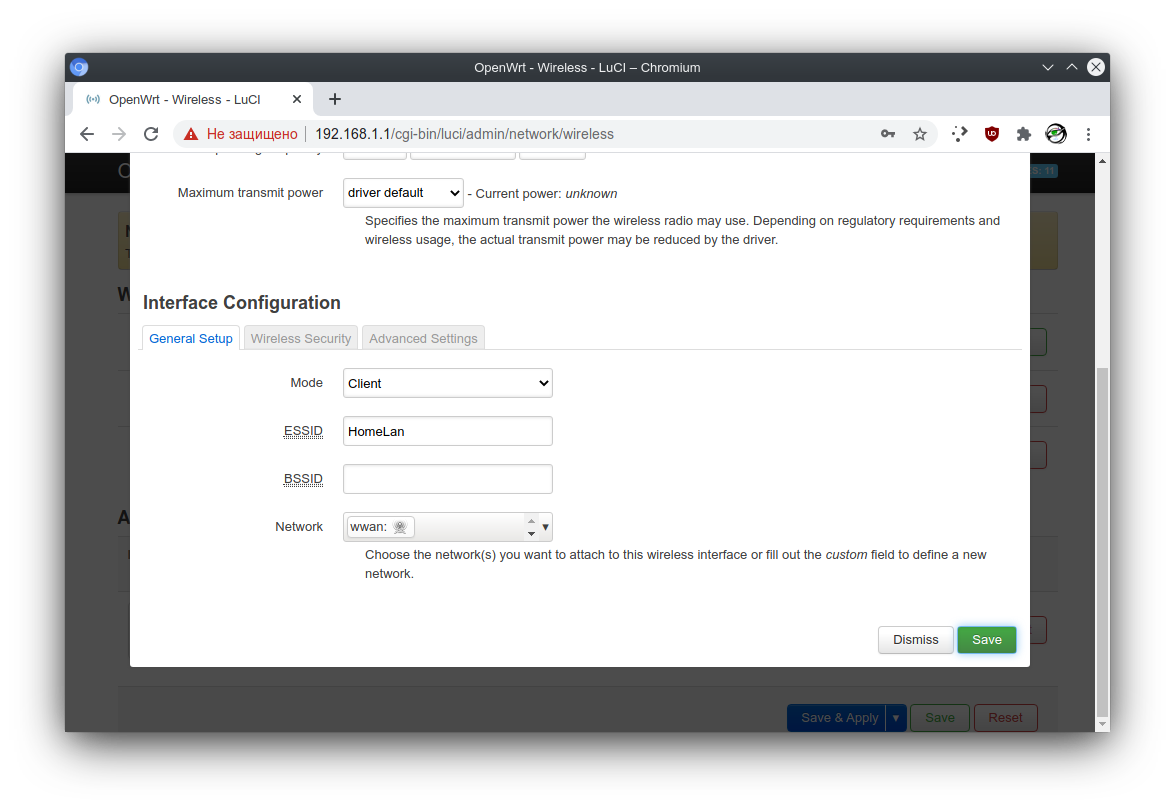 OpenWrt - Wireless - LuCI – Chromium
OpenWrt - Wireless - LuCI
Не защищено 192.168.1.1/cgi-bin/luci/admin/network/wireless
Maximum transmit power driver default - Current power: unknown
Specifies the maximum transmit power the wireless radio may use. Depending on regulatory requirements and
wireless usage, the actual transmit power may be reduced by the driver.
Interface Configuration
General Setup Wireless Security Advanced Settings
Mode Client
ESSID HomeLan
BSSID
Network wwan:
Choose the network(s) you want to attach to this wireless interface or fill out the custom field to define a new
network.
Dismiss Save
Save & Apply Save Reset